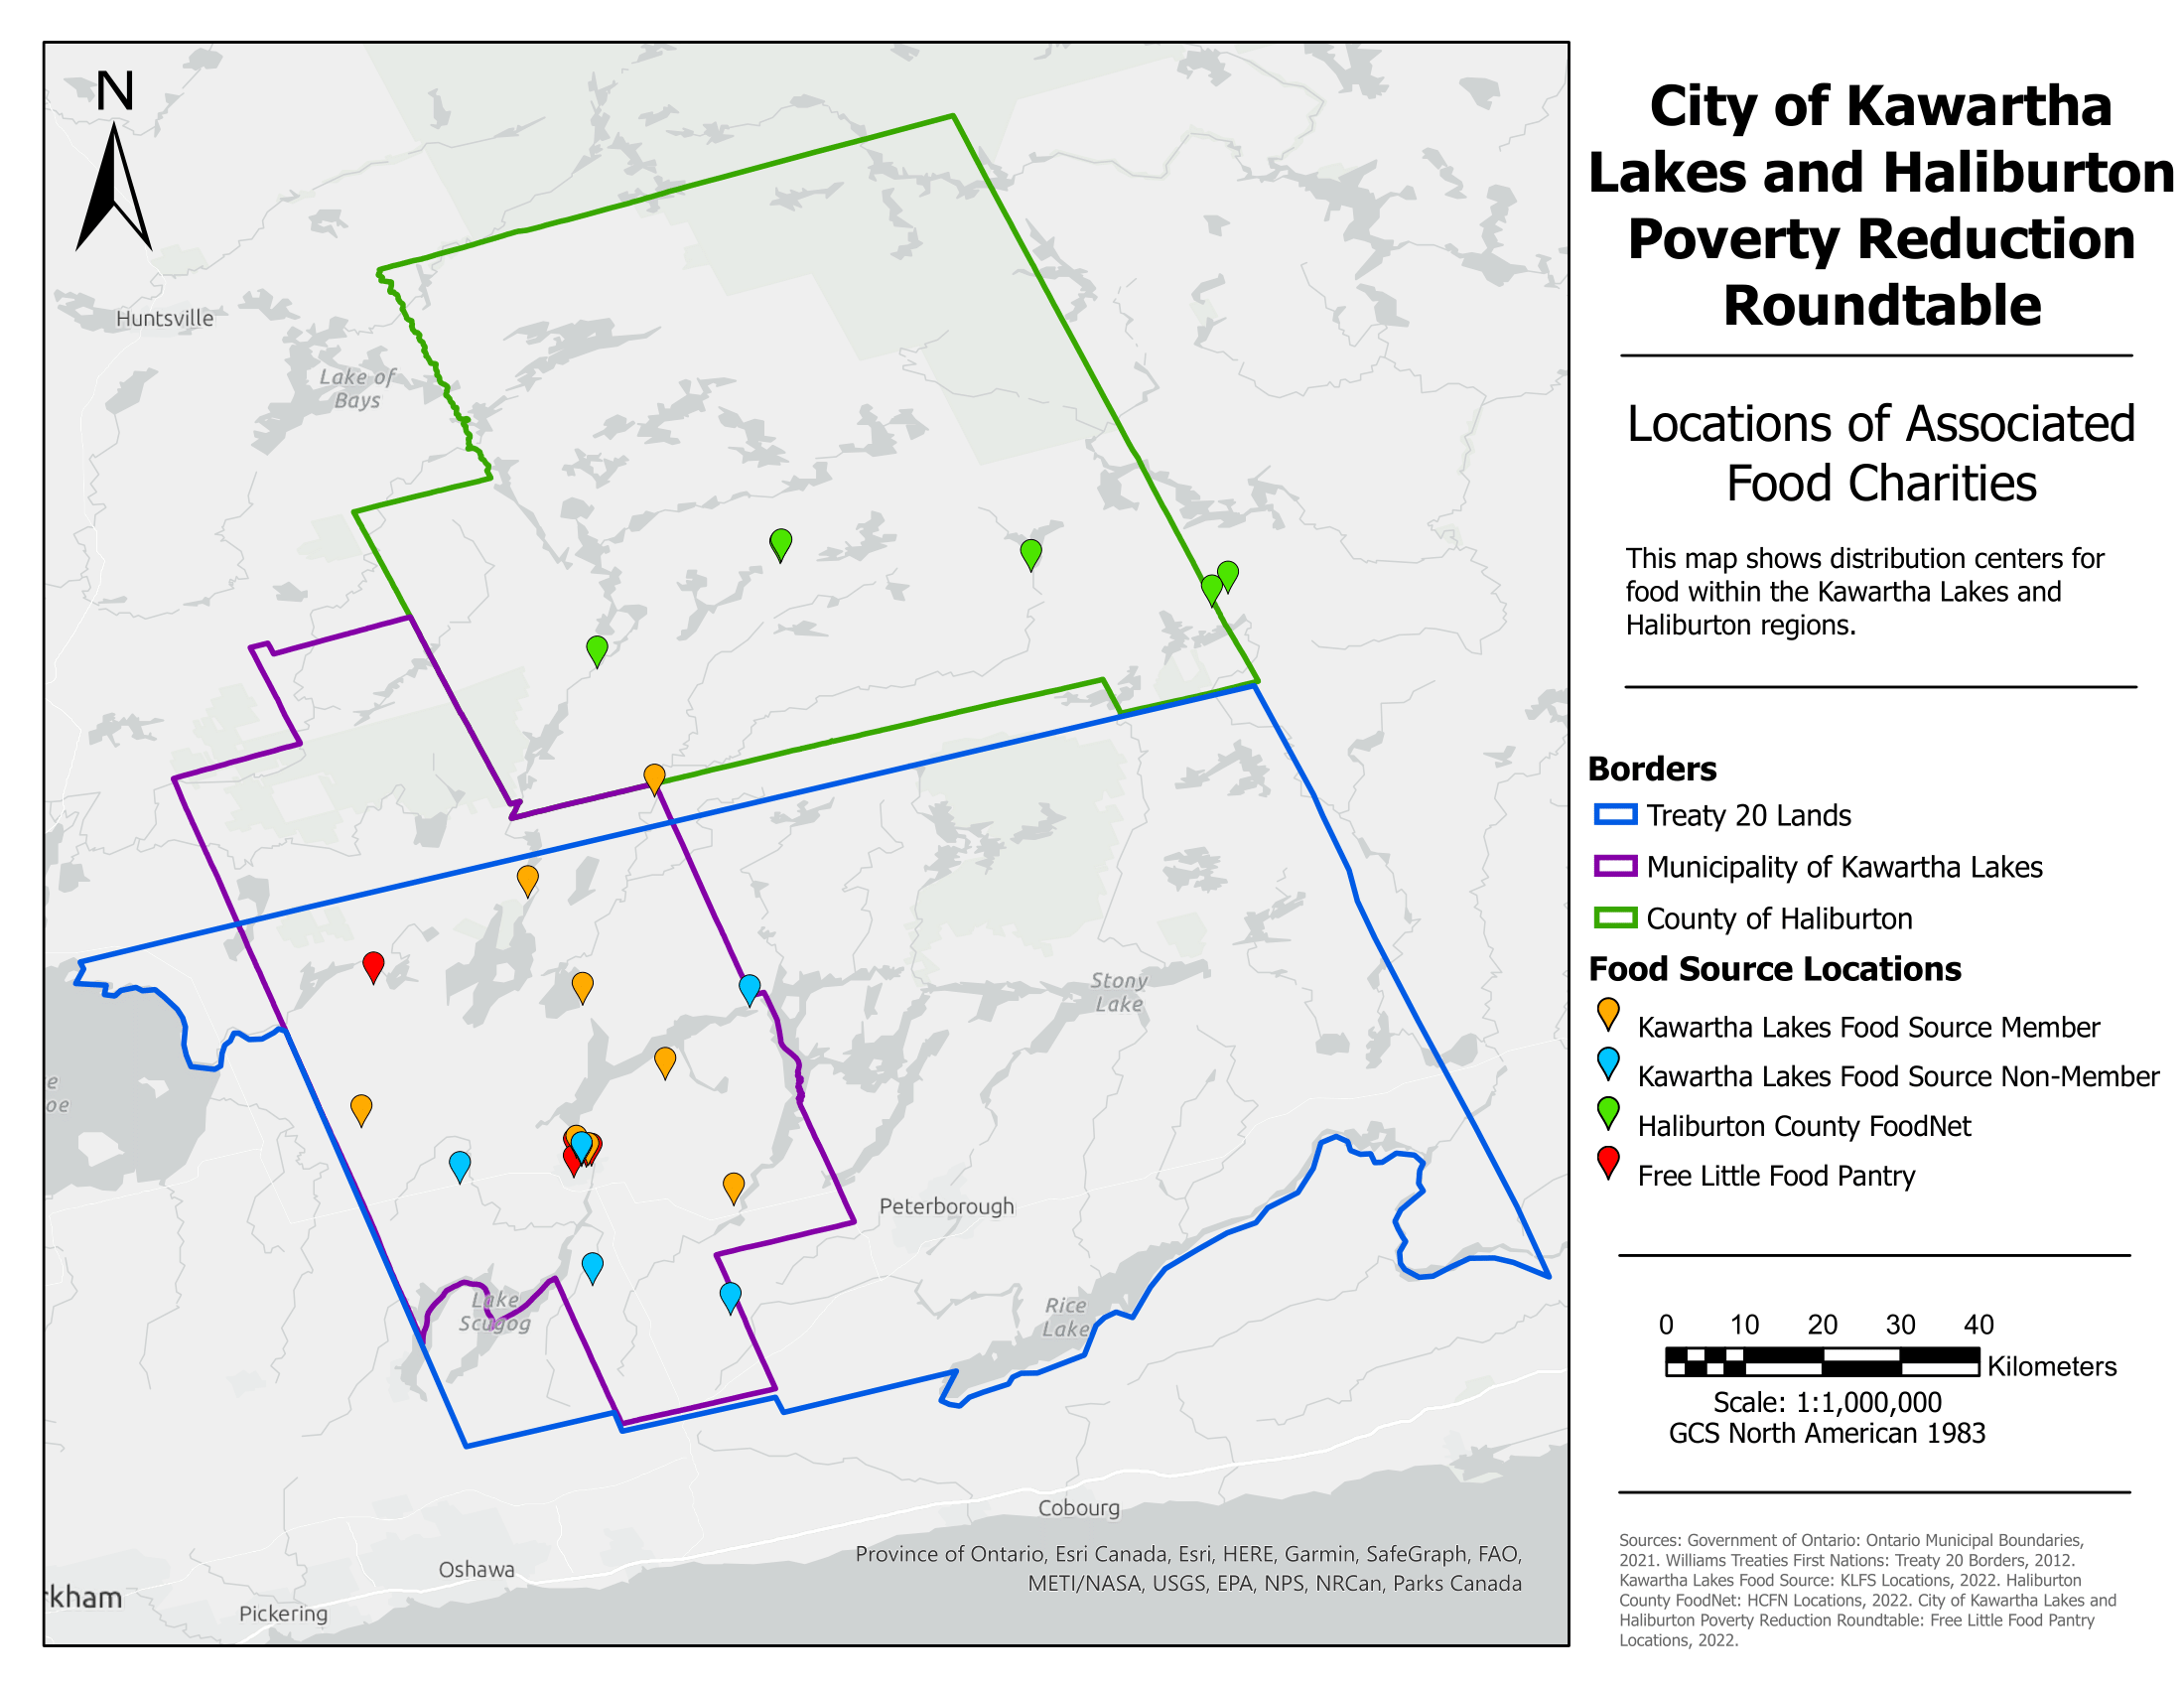 N
Huntsville
Lake of
Bays
Stony
Lake
e
oe
Peterborough
Lake
Scugog
Rice
Lake
Cobourg
Oshawa
Pickering
rkham
Province of Ontario, Esri Canada, Esri, HERE, Garmin, SafeGraph, FAO,
METI/NASA, USGS, EPA, NPS, NRCan, Parks Canada
City of Kawartha
Lakes and Haliburton
Poverty Reduction
Roundtable
Locations of Associated
Food Charities
This map shows distribution centers for
food within the Kawartha Lakes and
Haliburton regions.
Borders
Treaty 20 Lands
Municipality of Kawartha Lakes
County of Haliburton
Food Source Locations
Kawartha Lakes Food Source Member
Kawartha Lakes Food Source Non-Member
Haliburton County FoodNet
Free Little Food Pantry
0 10 20 30 40
Kilometers
Scale: 1:1,000,000
GCS North American 1983
Sources: Government of Ontario: Ontario Municipal Boundaries,
2021. Williams Treaties First Nations: Treaty 20 Borders, 2012.
Kawartha Lakes Food Source: KLFS Locations, 2022. Haliburton
County FoodNet: HCFN Locations, 2022. City of Kawartha Lakes and
Haliburton Poverty Reduction Roundtable: Free Little Food Pantry
Locations, 2022.